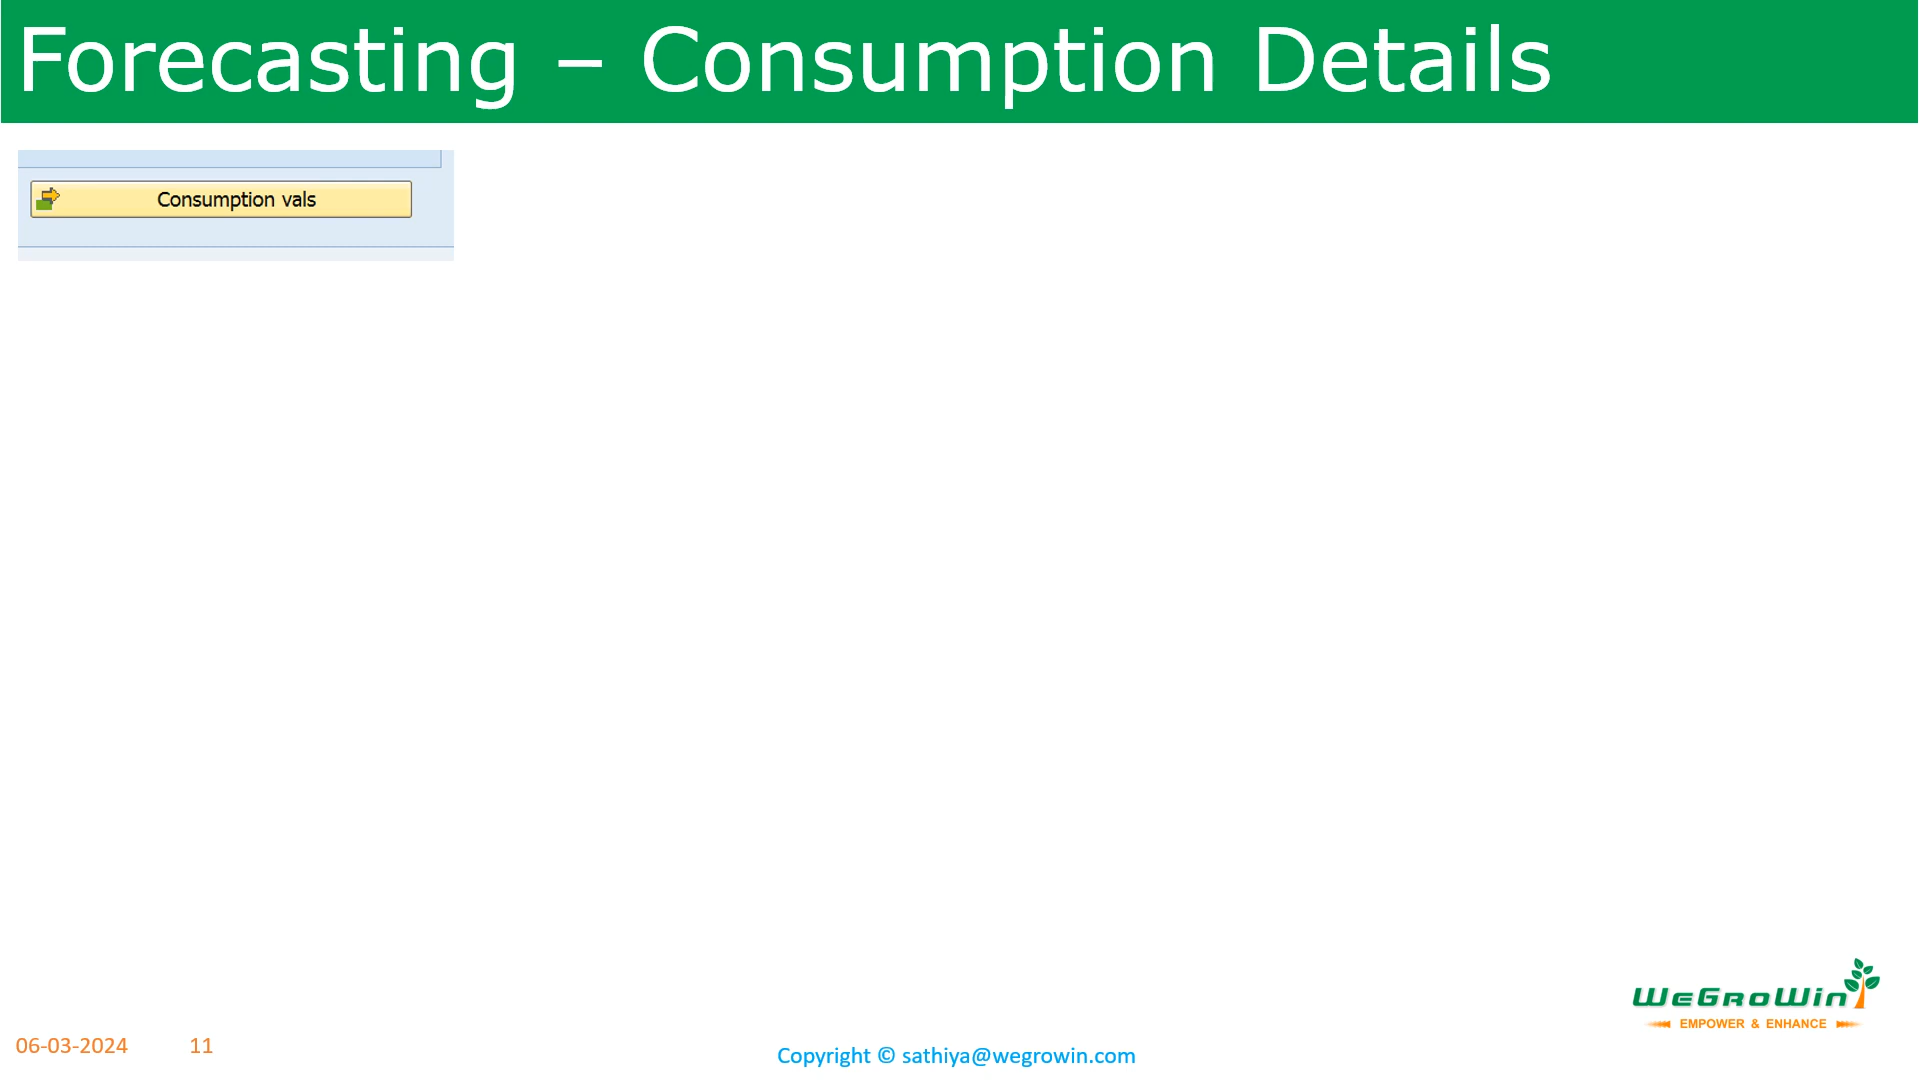 Forecasting – Consumption Details
Consumption vals
WeGroWin
EMPOWER & ENHANCE
06-03-2024 11
Copyright © sathiya@wegrowin.com